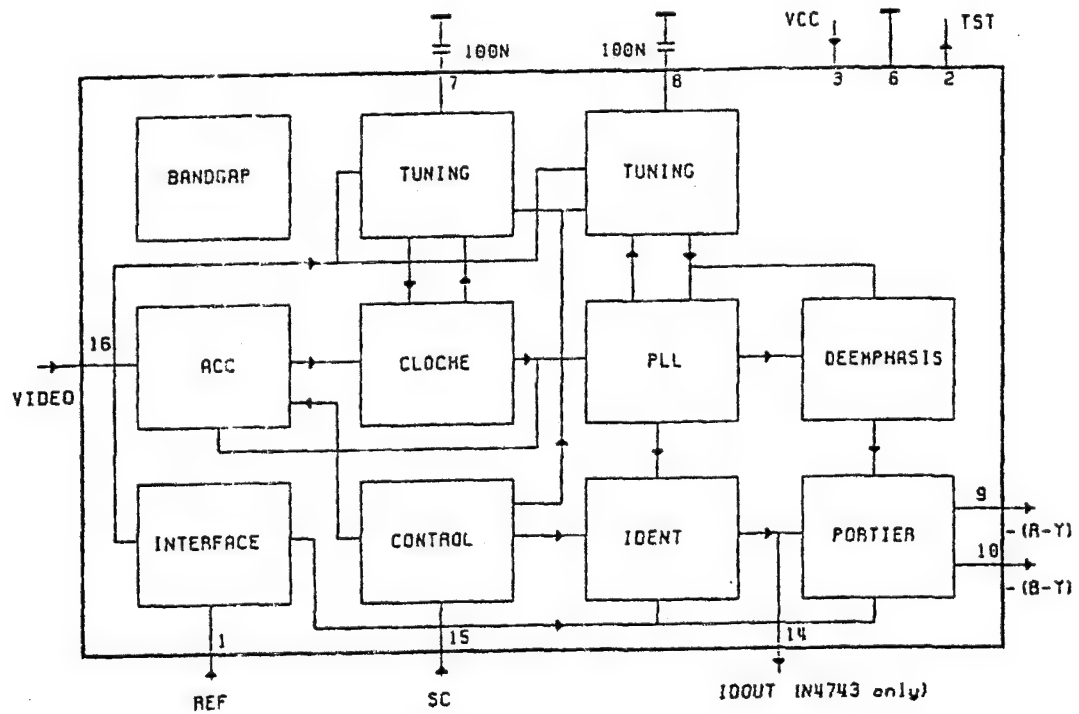 VCC
TST
100N
100N
7
8
3
6
2
BANDGAP
TUNING
TUNING
16
VIDEO
ACC
CLOCHE
PLL
DEEMPHASIS
INTERFACE
CONTROL
IDENT
PORTIER
9
-(R-Y)
10
-(B-Y)
1
15
14
REF
SC
IDOUT (N4743 only)